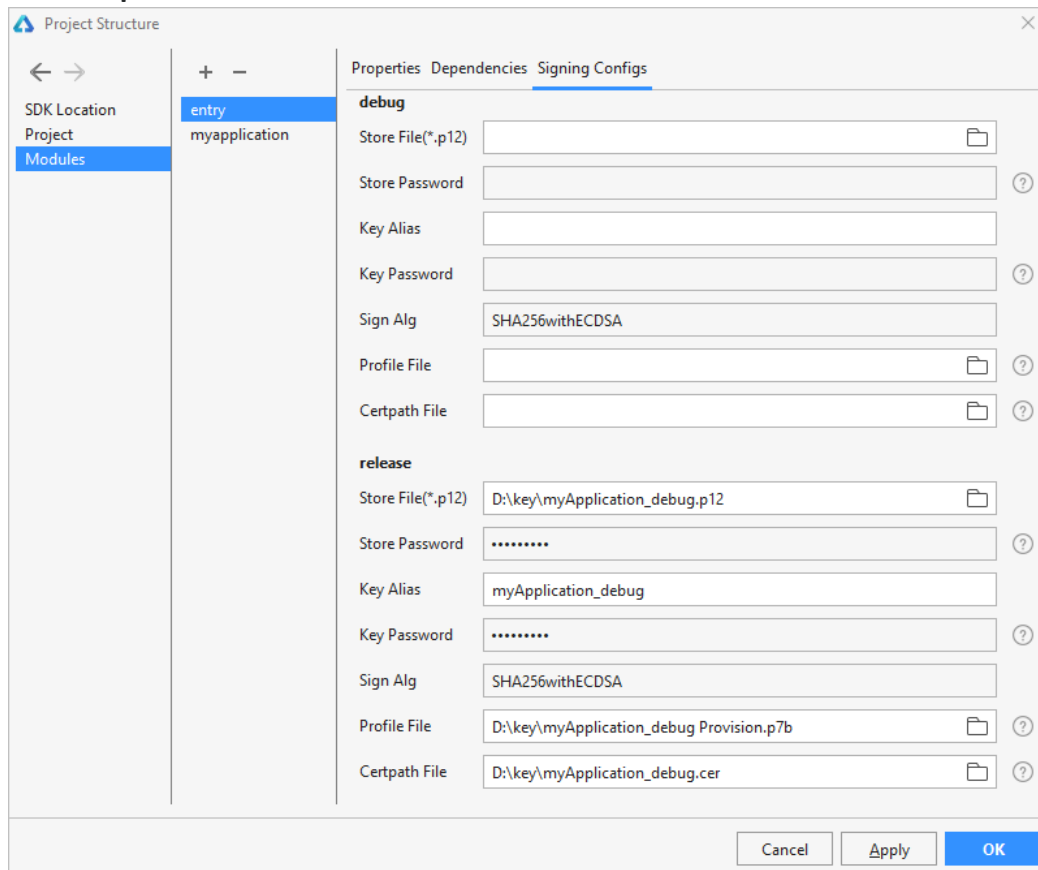 Project Structure
SDK Location
Project
Modules
entry
myapplication
Properties Dependencies Signing Configs
debug
Store File(*.p12)
Store Password
Key Alias
Key Password
Sign Alg SHA256withECDSA
Profile File
Certpath File
release
Store File(*.p12) D:\key\myApplication_debug.p12
Store Password •••••••••
Key Alias myApplication_debug
Key Password •••••••••
Sign Alg SHA256withECDSA
Profile File D:\key\myApplication_debug Provision.p7b
Certpath File D:\key\myApplication_debug.cer
Cancel Apply OK